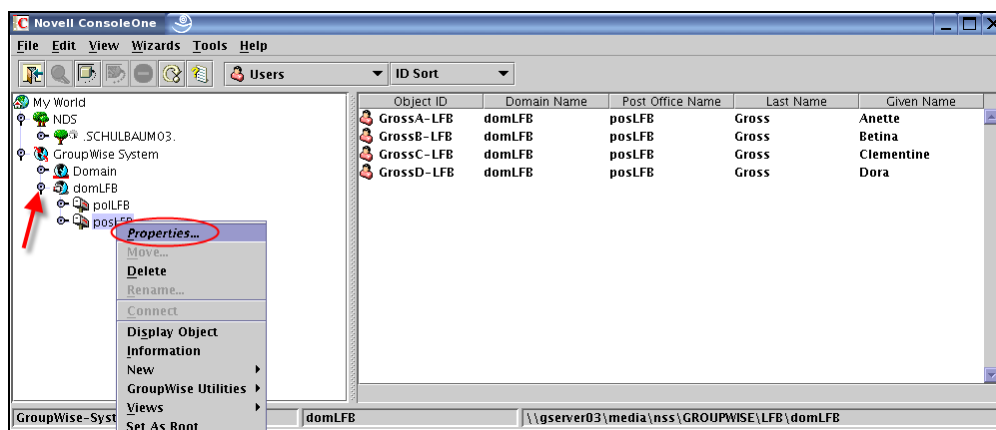 Novell ConsoleOne
File Edit View Wizards Tools Help
Users ID Sort
My World
NDS
.SCHULBAUM03.
GroupWise System
Domain
domLFB
polLFB
Properties...
Move...
Delete
Rename...
Connect
Display Object
Information
New
GroupWise Utilities
Views
Set As Root
Object ID Domain Name Post Office Name Last Name Given Name
GrossA-LFB domLFB posLFB Gross Anette
GrossB-LFB domLFB posLFB Gross Betina
GrossC-LFB domLFB posLFB Gross Clementine
GrossD-LFB domLFB posLFB Gross Dora
GroupWise-Syst domLFB \\gserver03\media\nss\GROUPWISE\LFB\domLFB